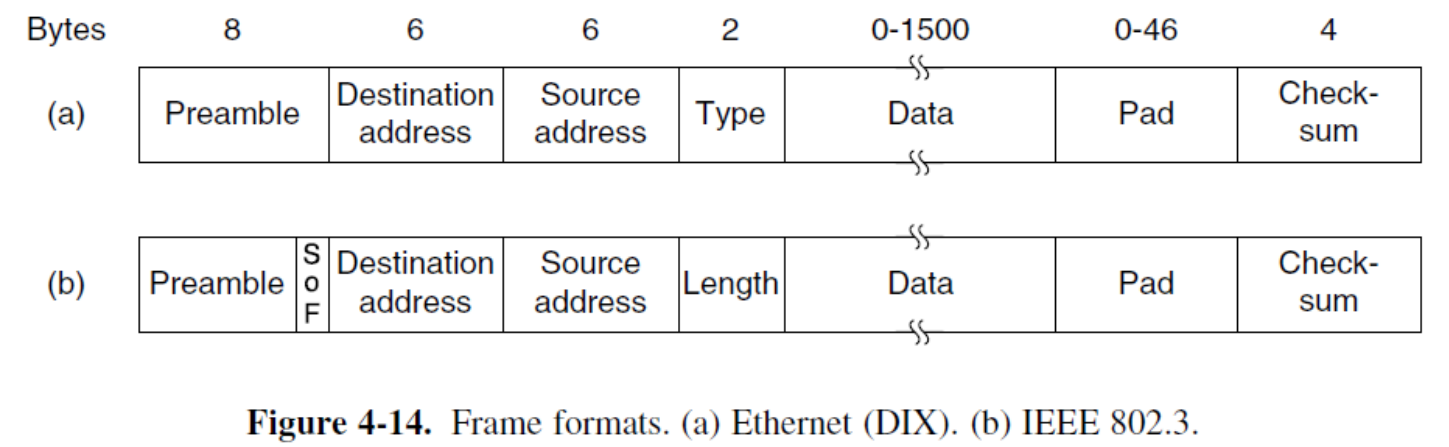 Bytes 8 6 6 2 0-1500 0-46 4
(a) Preamble Destination address Source address Type Data Pad Check-sum
(b) Preamble SoF Destination address Source address Length Data Pad Check-sum
Figure 4-14. Frame formats. (a) Ethernet (DIX). (b) IEEE 802.3.